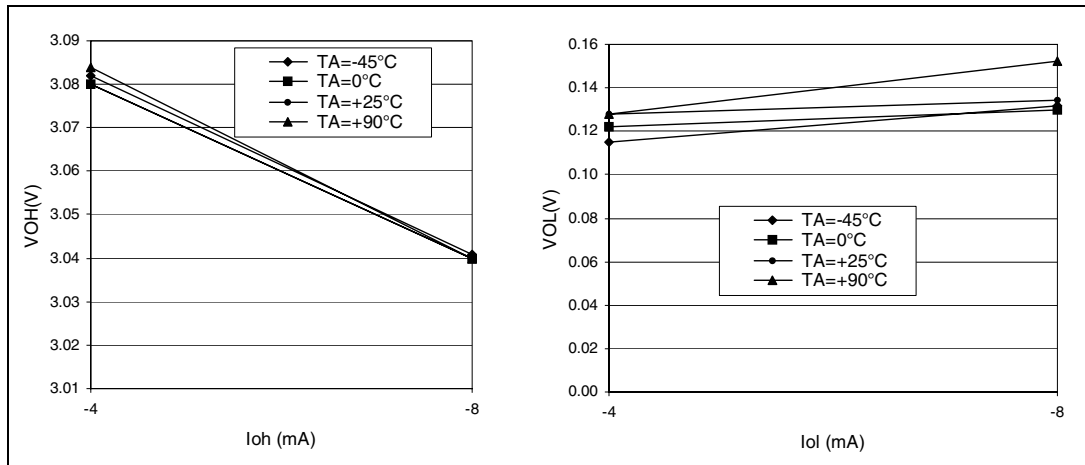 3.09
3.08
3.07
3.06
3.05
3.04
3.03
3.02
3.01
VOH(V)
-4
-8
Ioh (mA)
TA=-45°C
TA=0°C
TA=+25°C
TA=+90°C
0.16
0.14
0.12
0.10
0.08
0.06
0.04
0.02
0.00
VOL(V)
-4
-8
Iol (mA)
TA=-45°C
TA=0°C
TA=+25°C
TA=+90°C